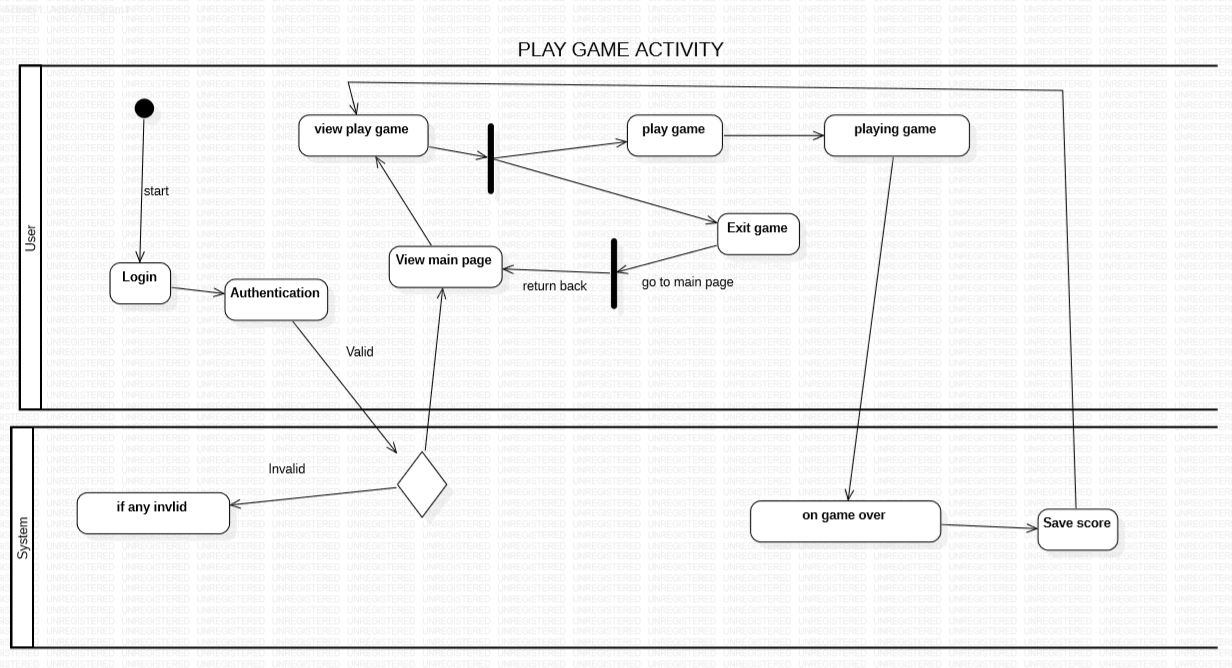 PLAY GAME ACTIVITY
User
start
view play game
play game
playing game
Exit game
View main page
return back
go to main page
Login
Authentication
Valid
System
Invalid
if any invlid
on game over
Save score
UNREGISTERED